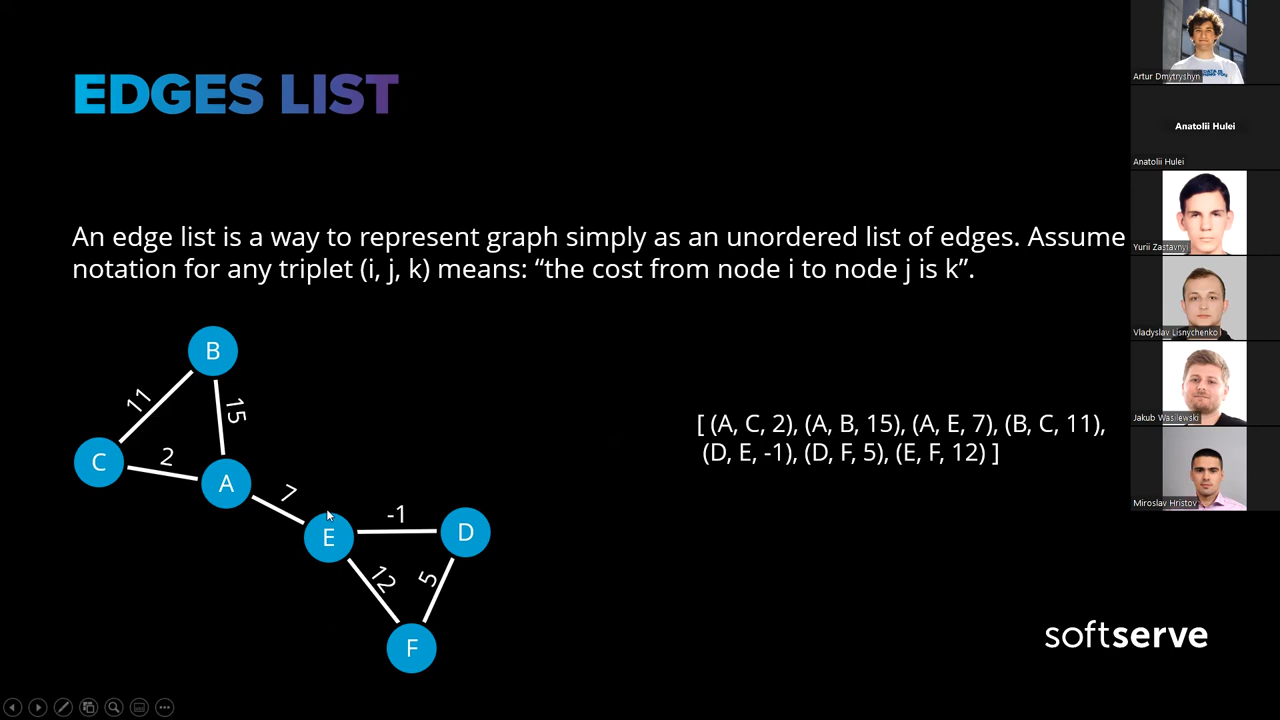 EDGES LIST
An edge list is a way to represent graph simply as an unordered list of edges. Assume
notation for any triplet (i, j, k) means: “the cost from node i to node j is k”.
B
11
15
C
2
A
7
E
-1
D
12
5
F
[ (A, C, 2), (A, B, 15), (A, E, 7), (B, C, 11),
(D, E, -1), (D, F, 5), (E, F, 12) ]
softserve
Artur Dmytryshyn
Anatolii Hulei
Anatolii Hulei
Yurii Zastavnyi
Vladyslav Lisnychenko
Jakub Wasilewski
Miroslav Hristov